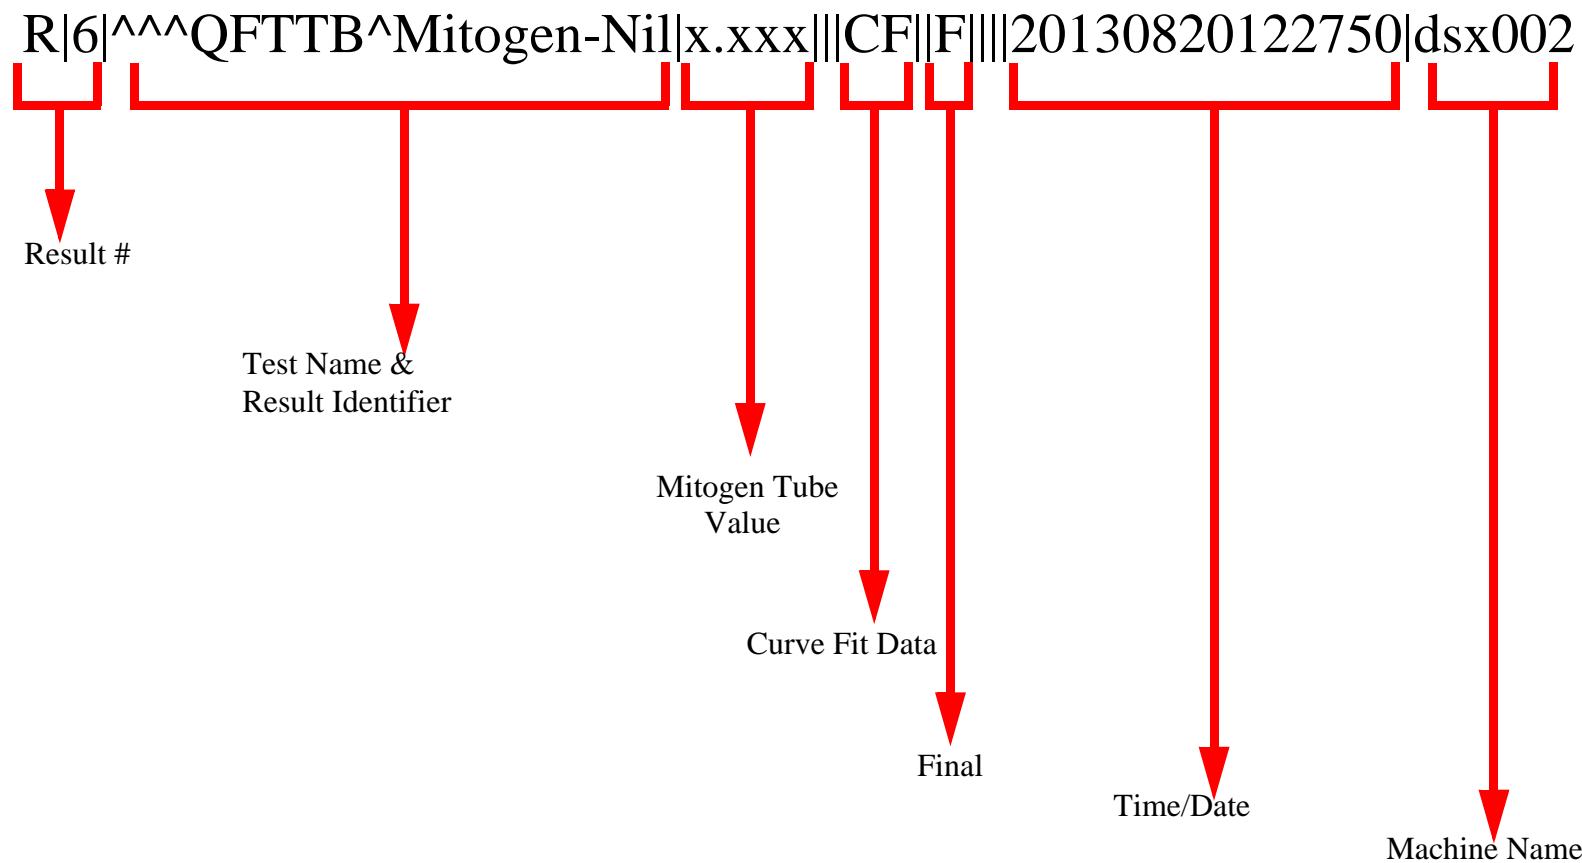 R|6|^^^QFTTB^Mitogen-Nil|x.xxx|||CF||F||||20130820122750|dsx002
Result #
Test Name &
Result Identifier
Mitogen Tube
Value
Curve Fit Data
Final
Time/Date
Machine Name